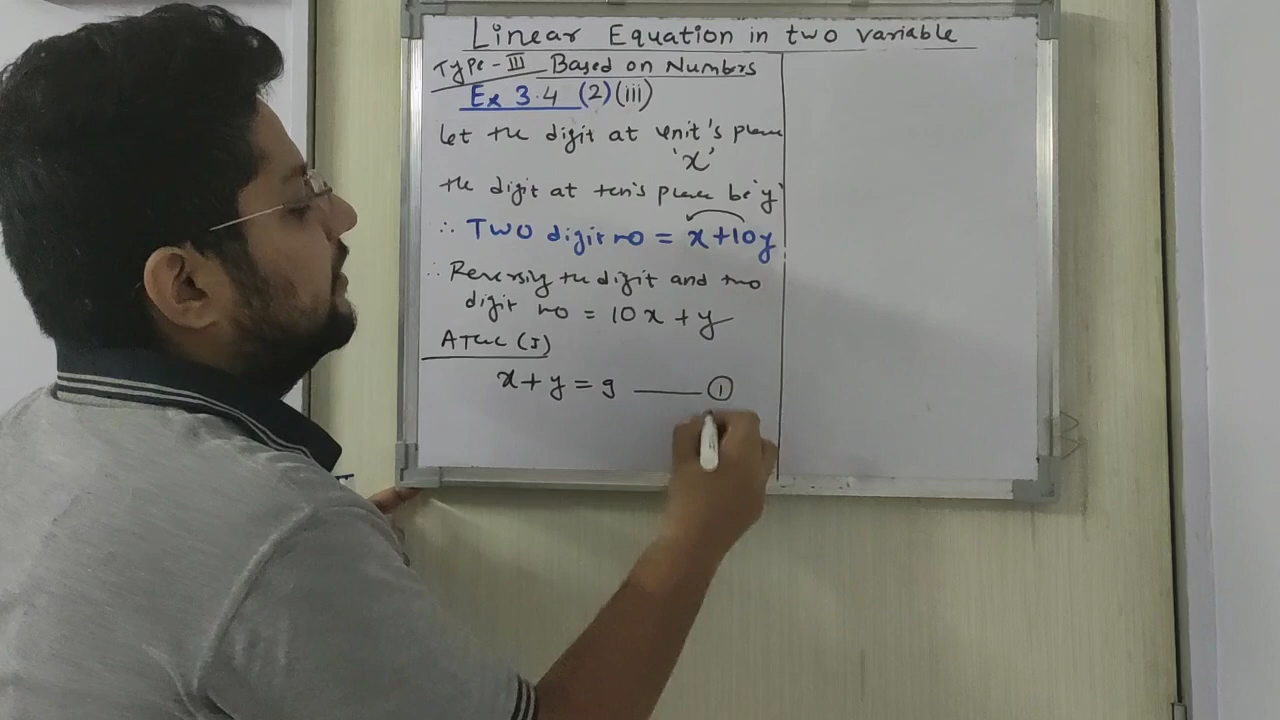 Linear Equation in two variable
Type-III Based on Numbers
Ex 3.4 (2)(iii)
Let the digit at unit's place
'x'
the digit at ten's place be 'y'
∴ Two digit no = x+10y
∴ Reversing the digit and two
digit no = 10x+y
ATQ (I)
x+y=9 ——— ①